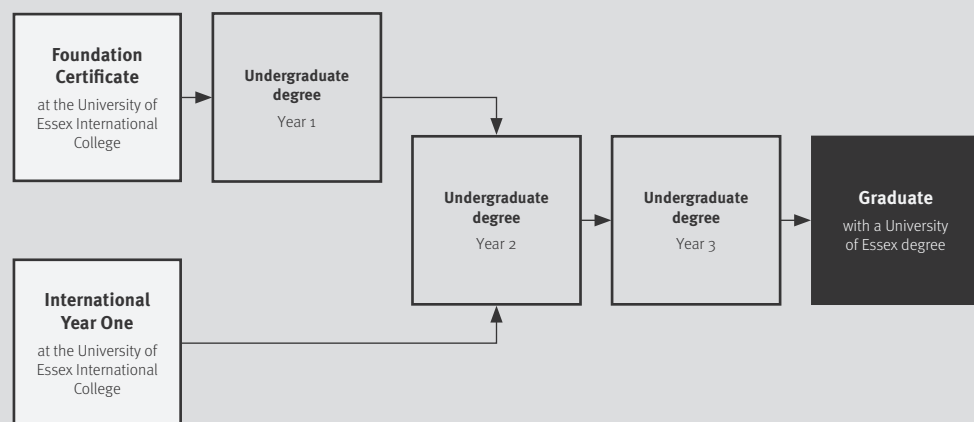 Foundation
Certificate
at the University of
Essex International
College
Undergraduate
degree
Year 1
Undergraduate
degree
Year 2
Undergraduate
degree
Year 3
Graduate
with a University
of Essex degree
International
Year One
at the University of
Essex International
College